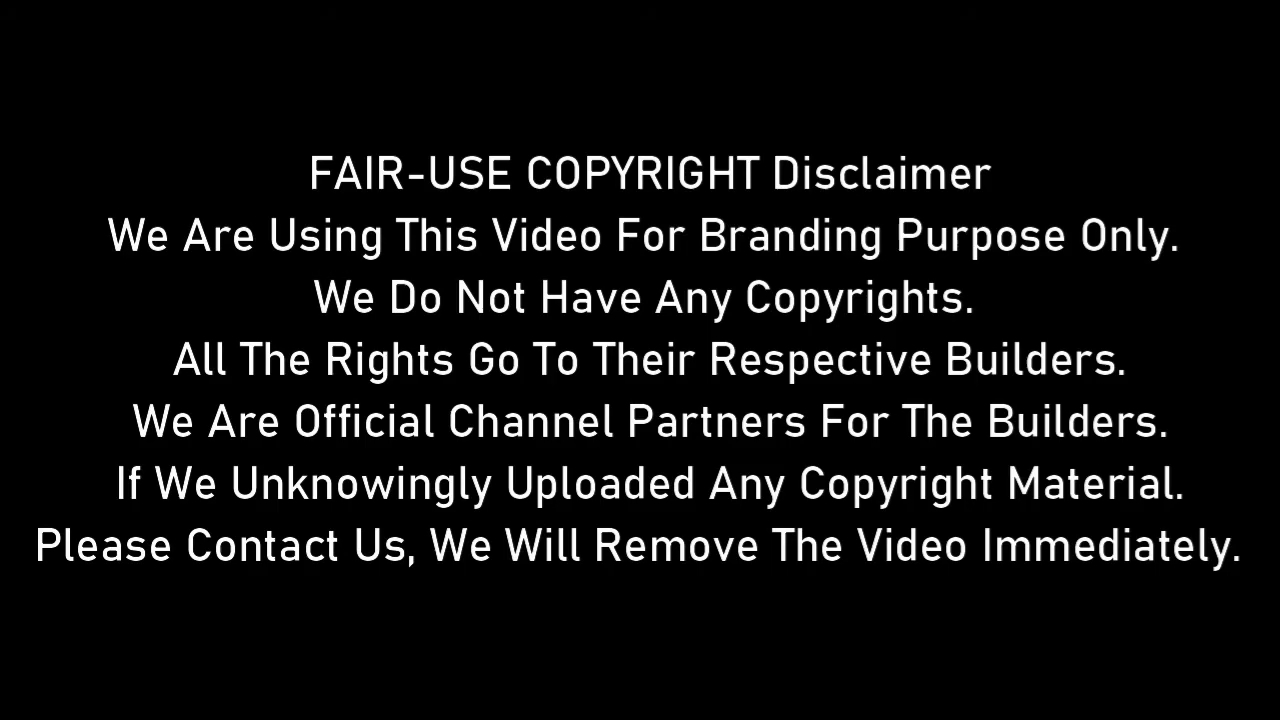 FAIR-USE COPYRIGHT Disclaimer
We Are Using This Video For Branding Purpose Only.
We Do Not Have Any Copyrights.
All The Rights Go To Their Respective Builders.
We Are Official Channel Partners For The Builders.
If We Unknowingly Uploaded Any Copyright Material.
Please Contact Us, We Will Remove The Video Immediately.